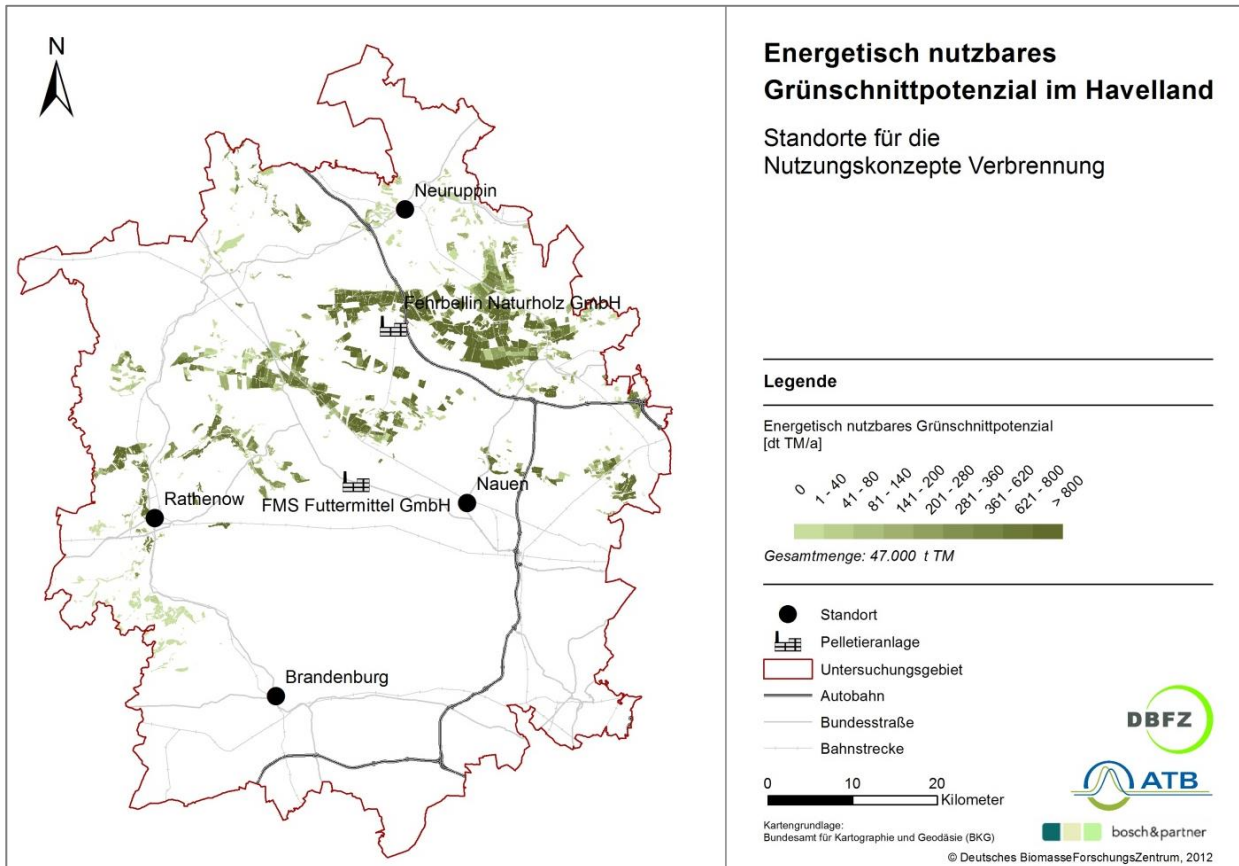 N
Neuruppin
Fehrbellin Naturholz GmbH
Rathenow
FMS Futtermittel GmbH
Nauen
Brandenburg
Energetisch nutzbares
Grünschnittpotenzial im Havelland
Standorte für die
Nutzungskonzepte Verbrennung
Legende
Energetisch nutzbares Grünschnittpotenzial
[dt TM/a]
0
1 - 40
41 - 80
81 - 140
141 - 200
201 - 280
281 - 360
361 - 620
621 - 800
> 800
Gesamtmenge: 47.000 t TM
Standort
Pelletieranlage
Untersuchungsgebiet
Autobahn
Bundesstraße
Bahnstrecke
DBFZ
ATB
0 10 20
Kilometer
Kartengrundlage:
Bundesamt für Kartographie und Geodäsie (BKG)
bosch&partner
© Deutsches BiomasseForschungsZentrum, 2012